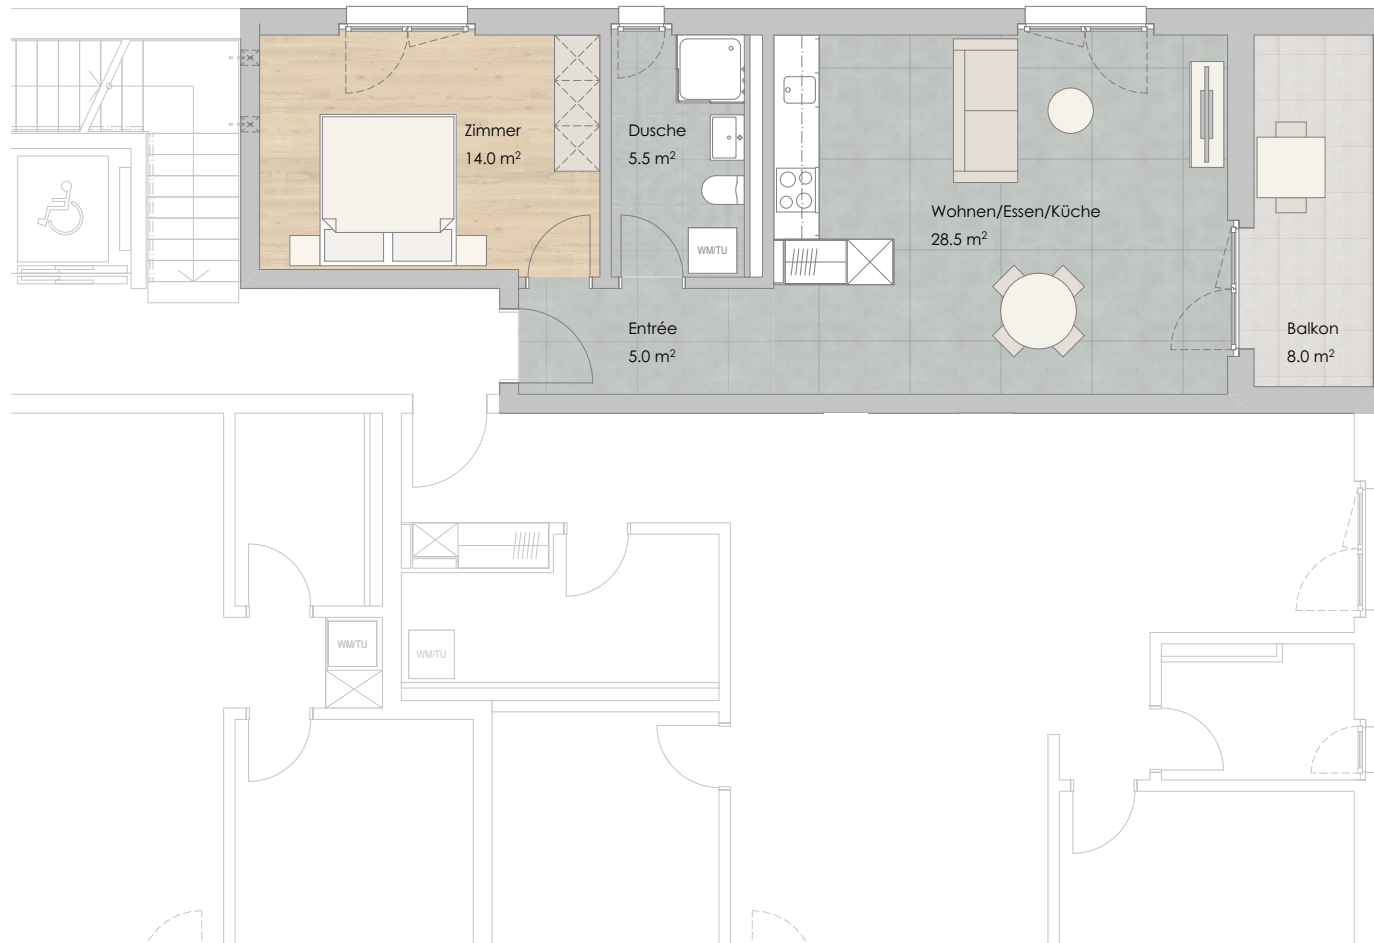 Zimmer
14.0 m²
Dusche
5.5 m²
WM/TU
Wohnen/Essen/Küche
28.5 m²
Entrée
5.0 m²
Balkon
8.0 m²
WM/TU
WM/TU